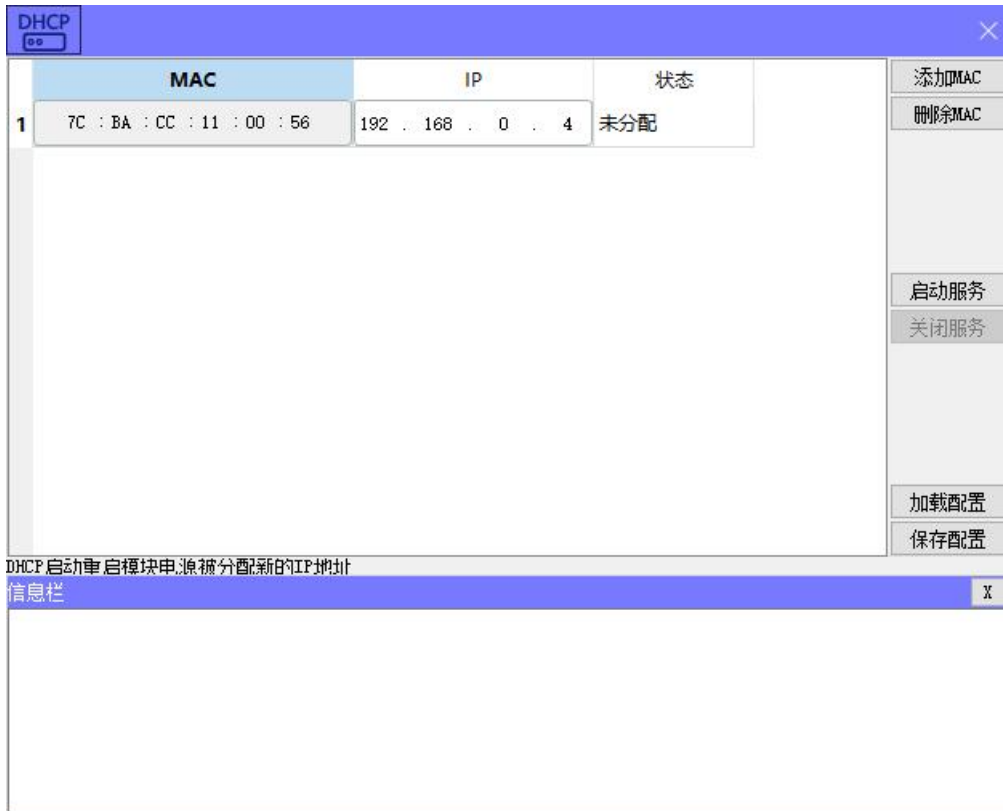 DHCP
MAC IP 状态
1 7C : BA : CC : 11 : 00 : 56 192 . 168 . 0 . 4 未分配
添加MAC
删除MAC
启动服务
关闭服务
加载配置
保存配置
DHCP启动重启模块电源被分配新的IP地址
信息栏 X